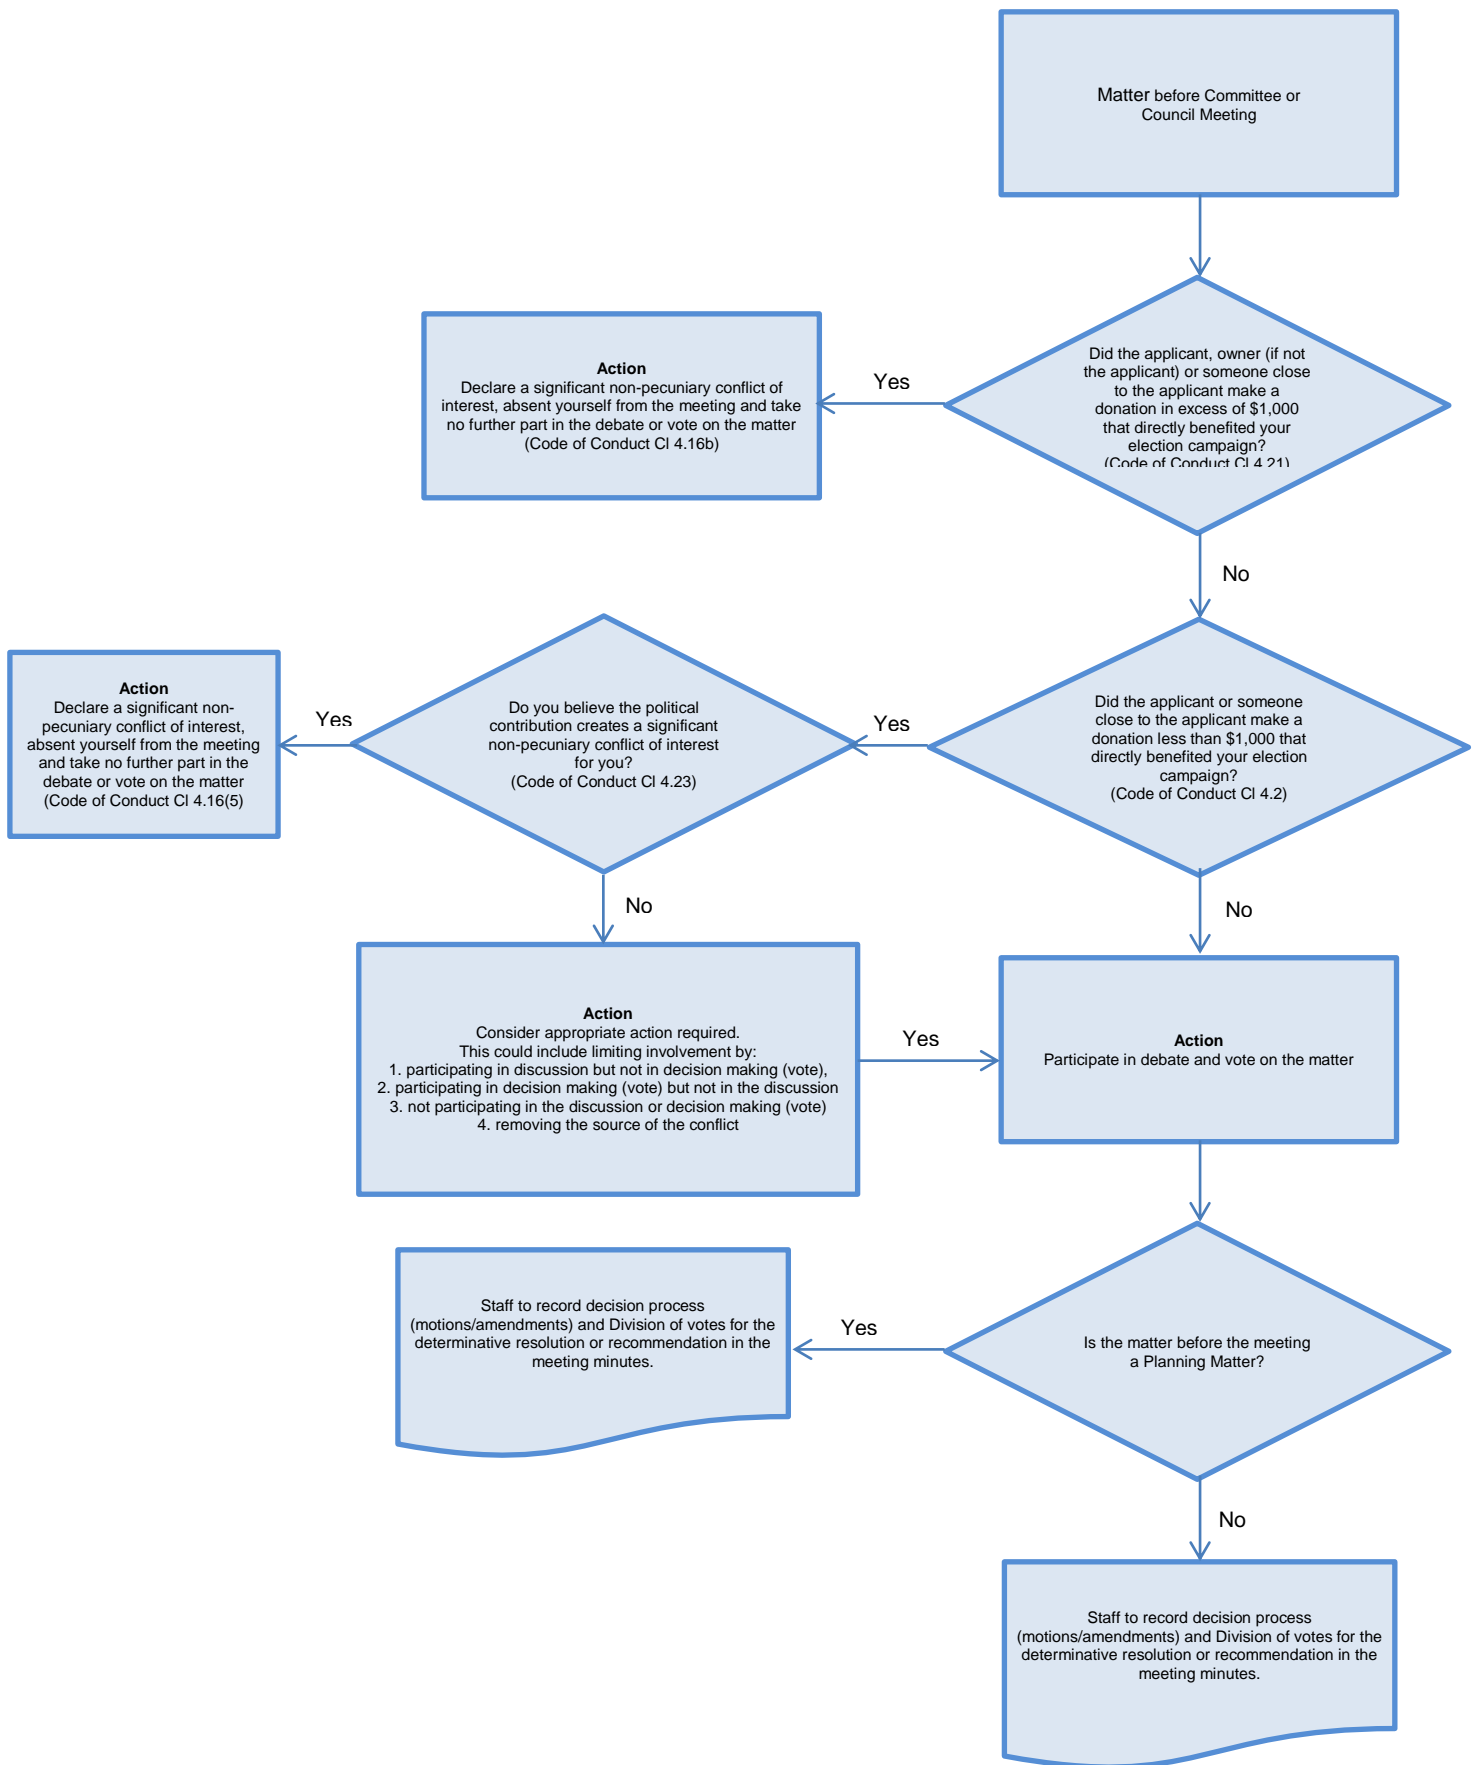 Matter before Committee or
Council Meeting
Did the applicant, owner (if not
the applicant) or someone close
to the applicant make a
donation in excess of $1,000
that directly benefited your
election campaign?
(Code of Conduct Cl 4.21)
Yes
Action
Declare a significant non-pecuniary conflict of
interest, absent yourself from the meeting and take
no further part in the debate or vote on the matter
(Code of Conduct Cl 4.16b)
No
Did the applicant or someone
close to the applicant make a
donation less than $1,000 that
directly benefited your election
campaign?
(Code of Conduct Cl 4.2)
Yes
Do you believe the political
contribution creates a significant
non-pecuniary conflict of interest
for you?
(Code of Conduct Cl 4.23)
Yes
Action
Declare a significant non-
pecuniary conflict of interest,
absent yourself from the meeting
and take no further part in the
debate or vote on the matter
(Code of Conduct Cl 4.16(5)
No
No
Action
Consider appropriate action required.
This could include limiting involvement by:
1. participating in discussion but not in decision making (vote),
2. participating in decision making (vote) but not in the discussion
3. not participating in the discussion or decision making (vote)
4. removing the source of the conflict
Yes
Action
Participate in debate and vote on the matter
Is the matter before the meeting
a Planning Matter?
Yes
Staff to record decision process
(motions/amendments) and Division of votes for the
determinative resolution or recommendation in the
meeting minutes.
No
Staff to record decision process
(motions/amendments) and Division of votes for the
determinative resolution or recommendation in the
meeting minutes.